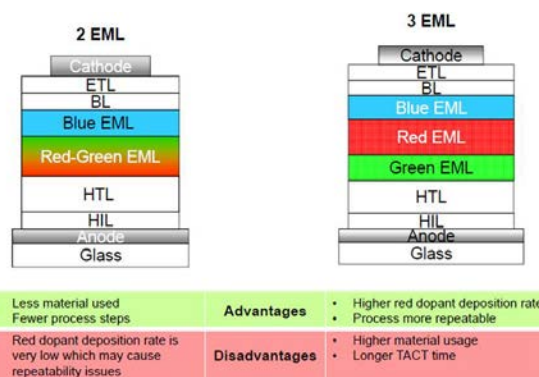 2 EML
Cathode
ETL
BL
Blue EML
Red-Green EML
HTL
HIL
Anode
Glass
3 EML
Cathode
ETL
BL
Blue EML
Red EML
Green EML
HTL
HIL
Anode
Glass
Less material used
Fewer process steps
Advantages
• Higher red dopant deposition rate
• Process more repeatable
Red dopant deposition rate is
very low which may cause
repeatability issues
Disadvantages
• Higher material usage
• Longer TACT time